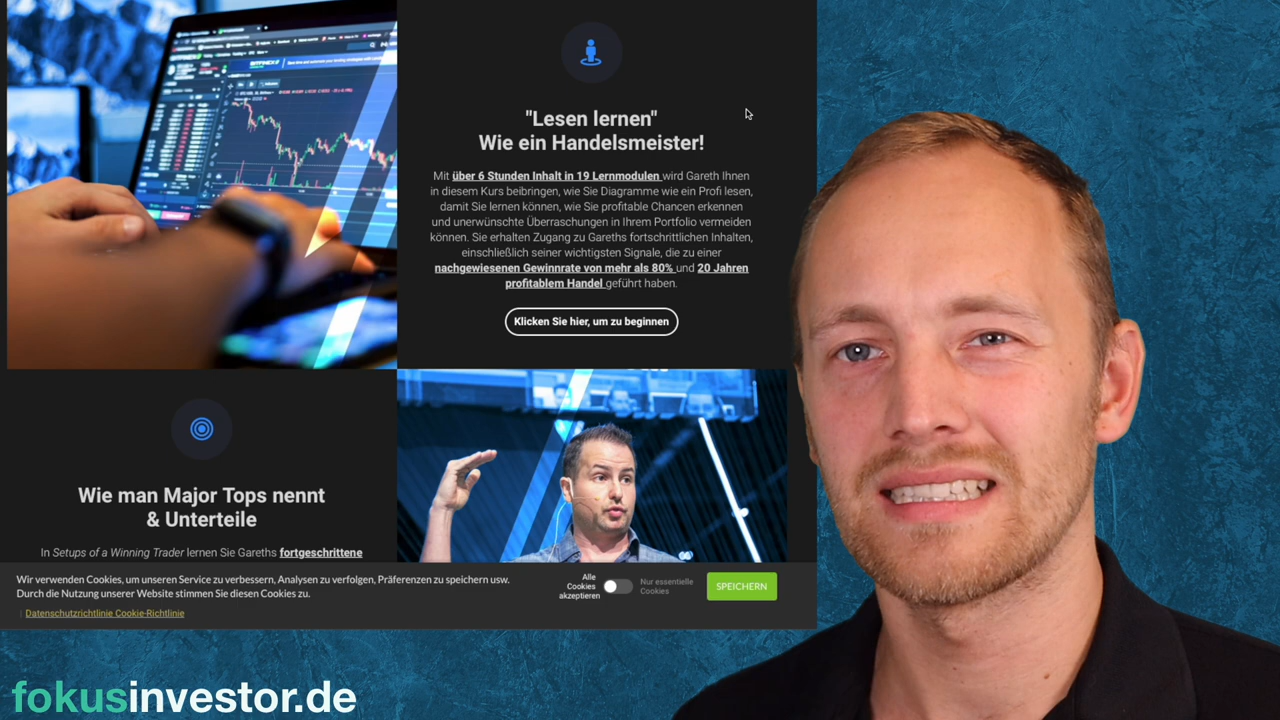 BITFINEX
"Lesen lernen"
Wie ein Handelsmeister!
Mit über 6 Stunden Inhalt in 19 Lernmodulen wird Gareth Ihnen
in diesem Kurs beibringen, wie Sie Diagramme wie ein Profi lesen,
damit Sie lernen können, wie Sie profitable Chancen erkennen
und unerwünschte Überraschungen in Ihrem Portfolio vermeiden
können. Sie erhalten Zugang zu Gareths fortschrittlichen Inhalten,
einschließlich seiner wichtigsten Signale, die zu einer
nachgewiesenen Gewinnrate von mehr als 80% und 20 Jahren
profitablem Handel geführt haben.
Klicken Sie hier, um zu beginnen
Wie man Major Tops nennt
& Unterteile
In Setups of a Winning Trader lernen Sie Gareths fortgeschrittene
Wir verwenden Cookies, um unseren Service zu verbessern, Analysen zu verfolgen, Präferenzen zu speichern usw.
Durch die Nutzung unserer Website stimmen Sie diesen Cookies zu.
| Datenschutzrichtlinie Cookie-Richtlinie
Alle
Cookies
akzeptieren
Nur essentielle
Cookies
SPEICHERN
fokusinvestor.de